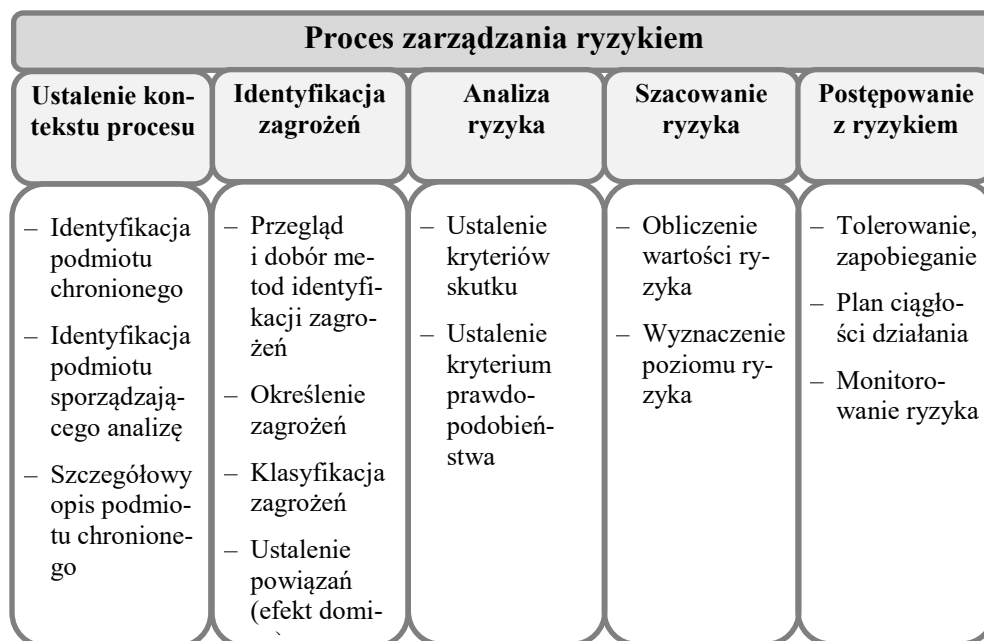 Proces zarządzania ryzykiem
Ustalenie kon-
tekstu procesu
Identyfikacja
zagrożeń
Analiza
ryzyka
Szacowanie
ryzyka
Postępowanie
z ryzykiem
– Identyfikacja
podmiotu
chronionego
– Identyfikacja
podmiotu
sporządzają-
cego analizę
– Szczegółowy
opis podmio-
tu chronione-
go
– Przegląd
i dobór me-
tod identyfi-
kacji zagro-
żeń
– Określenie
zagrożeń
– Klasyfikacja
zagrożeń
– Ustalenie
powiązań
(efekt domi-
– Ustalenie
kryteriów
skutku
– Ustalenie
kryterium
prawdo-
podobień-
stwa
– Obliczenie
wartości ry-
zyka
– Wyznaczenie
poziomu ry-
zyka
– Tolerowanie,
zapobieganie
– Plan ciągło-
ści działania
– Monitoro-
wanie ryzyka